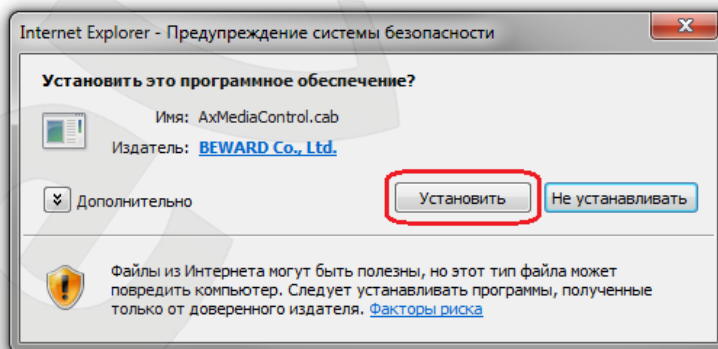 Internet Explorer - Предупреждение системы безопасности
Установить это программное обеспечение?
Имя: AxMediaControl.cab
Издатель: BEWARD Co., Ltd.
Дополнительно
Установить
Не устанавливать
Файлы из Интернета могут быть полезны, но этот тип файла может
повредить компьютер. Следует устанавливать программы, полученные
только от доверенного издателя. Факторы риска